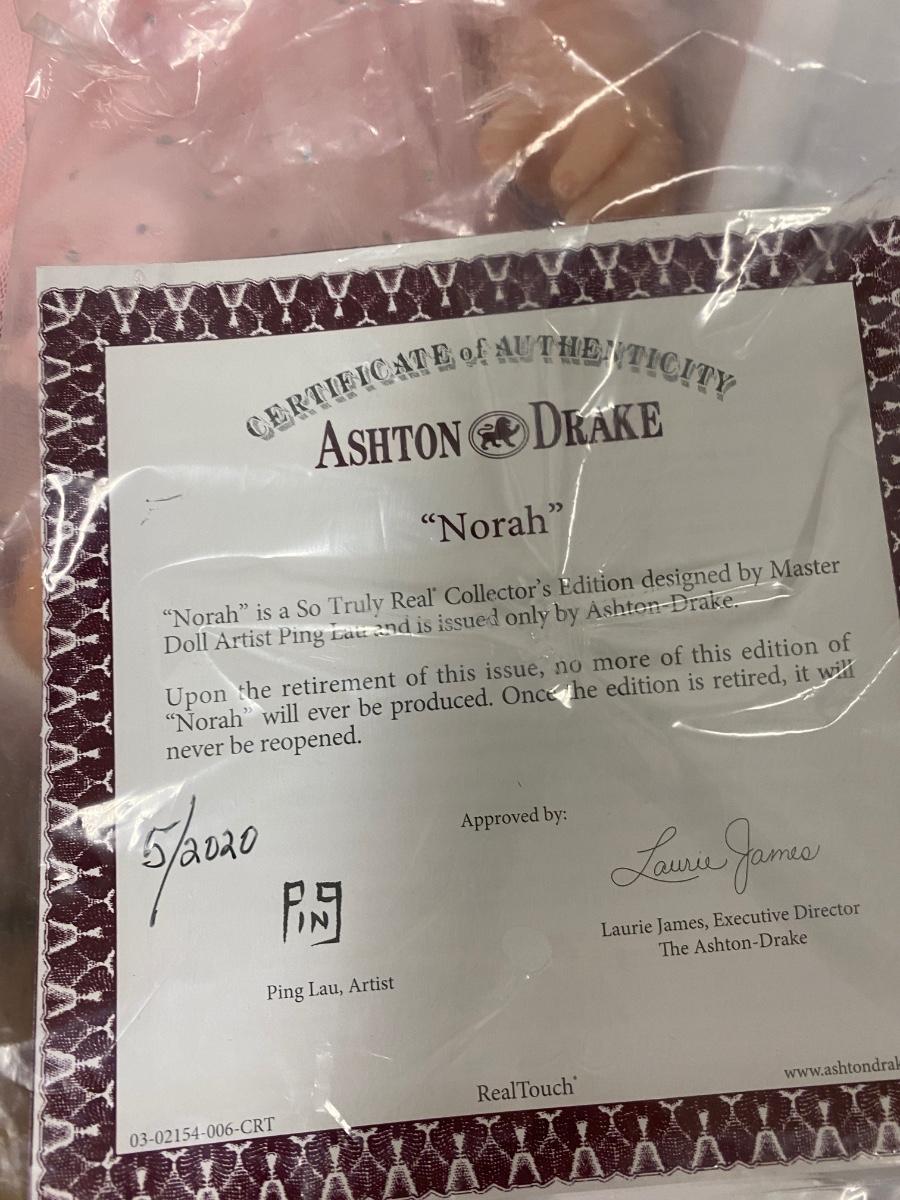 CERTIFICATE of AUTHENTICITY
ASHTON DRAKE
“Norah”
“Norah” is a So Truly Real® Collector’s Edition designed by Master
Doll Artist Ping Lau and is issued only by Ashton-Drake.
Upon the retirement of this issue, no more of this edition of
“Norah” will ever be produced. Once the edition is retired, it will
never be reopened.
5/2020
Approved by:
Laurie James
PING
Laurie James, Executive Director
The Ashton-Drake
Ping Lau, Artist
RealTouch®
www.ashtondrak
03-02154-006-CRT